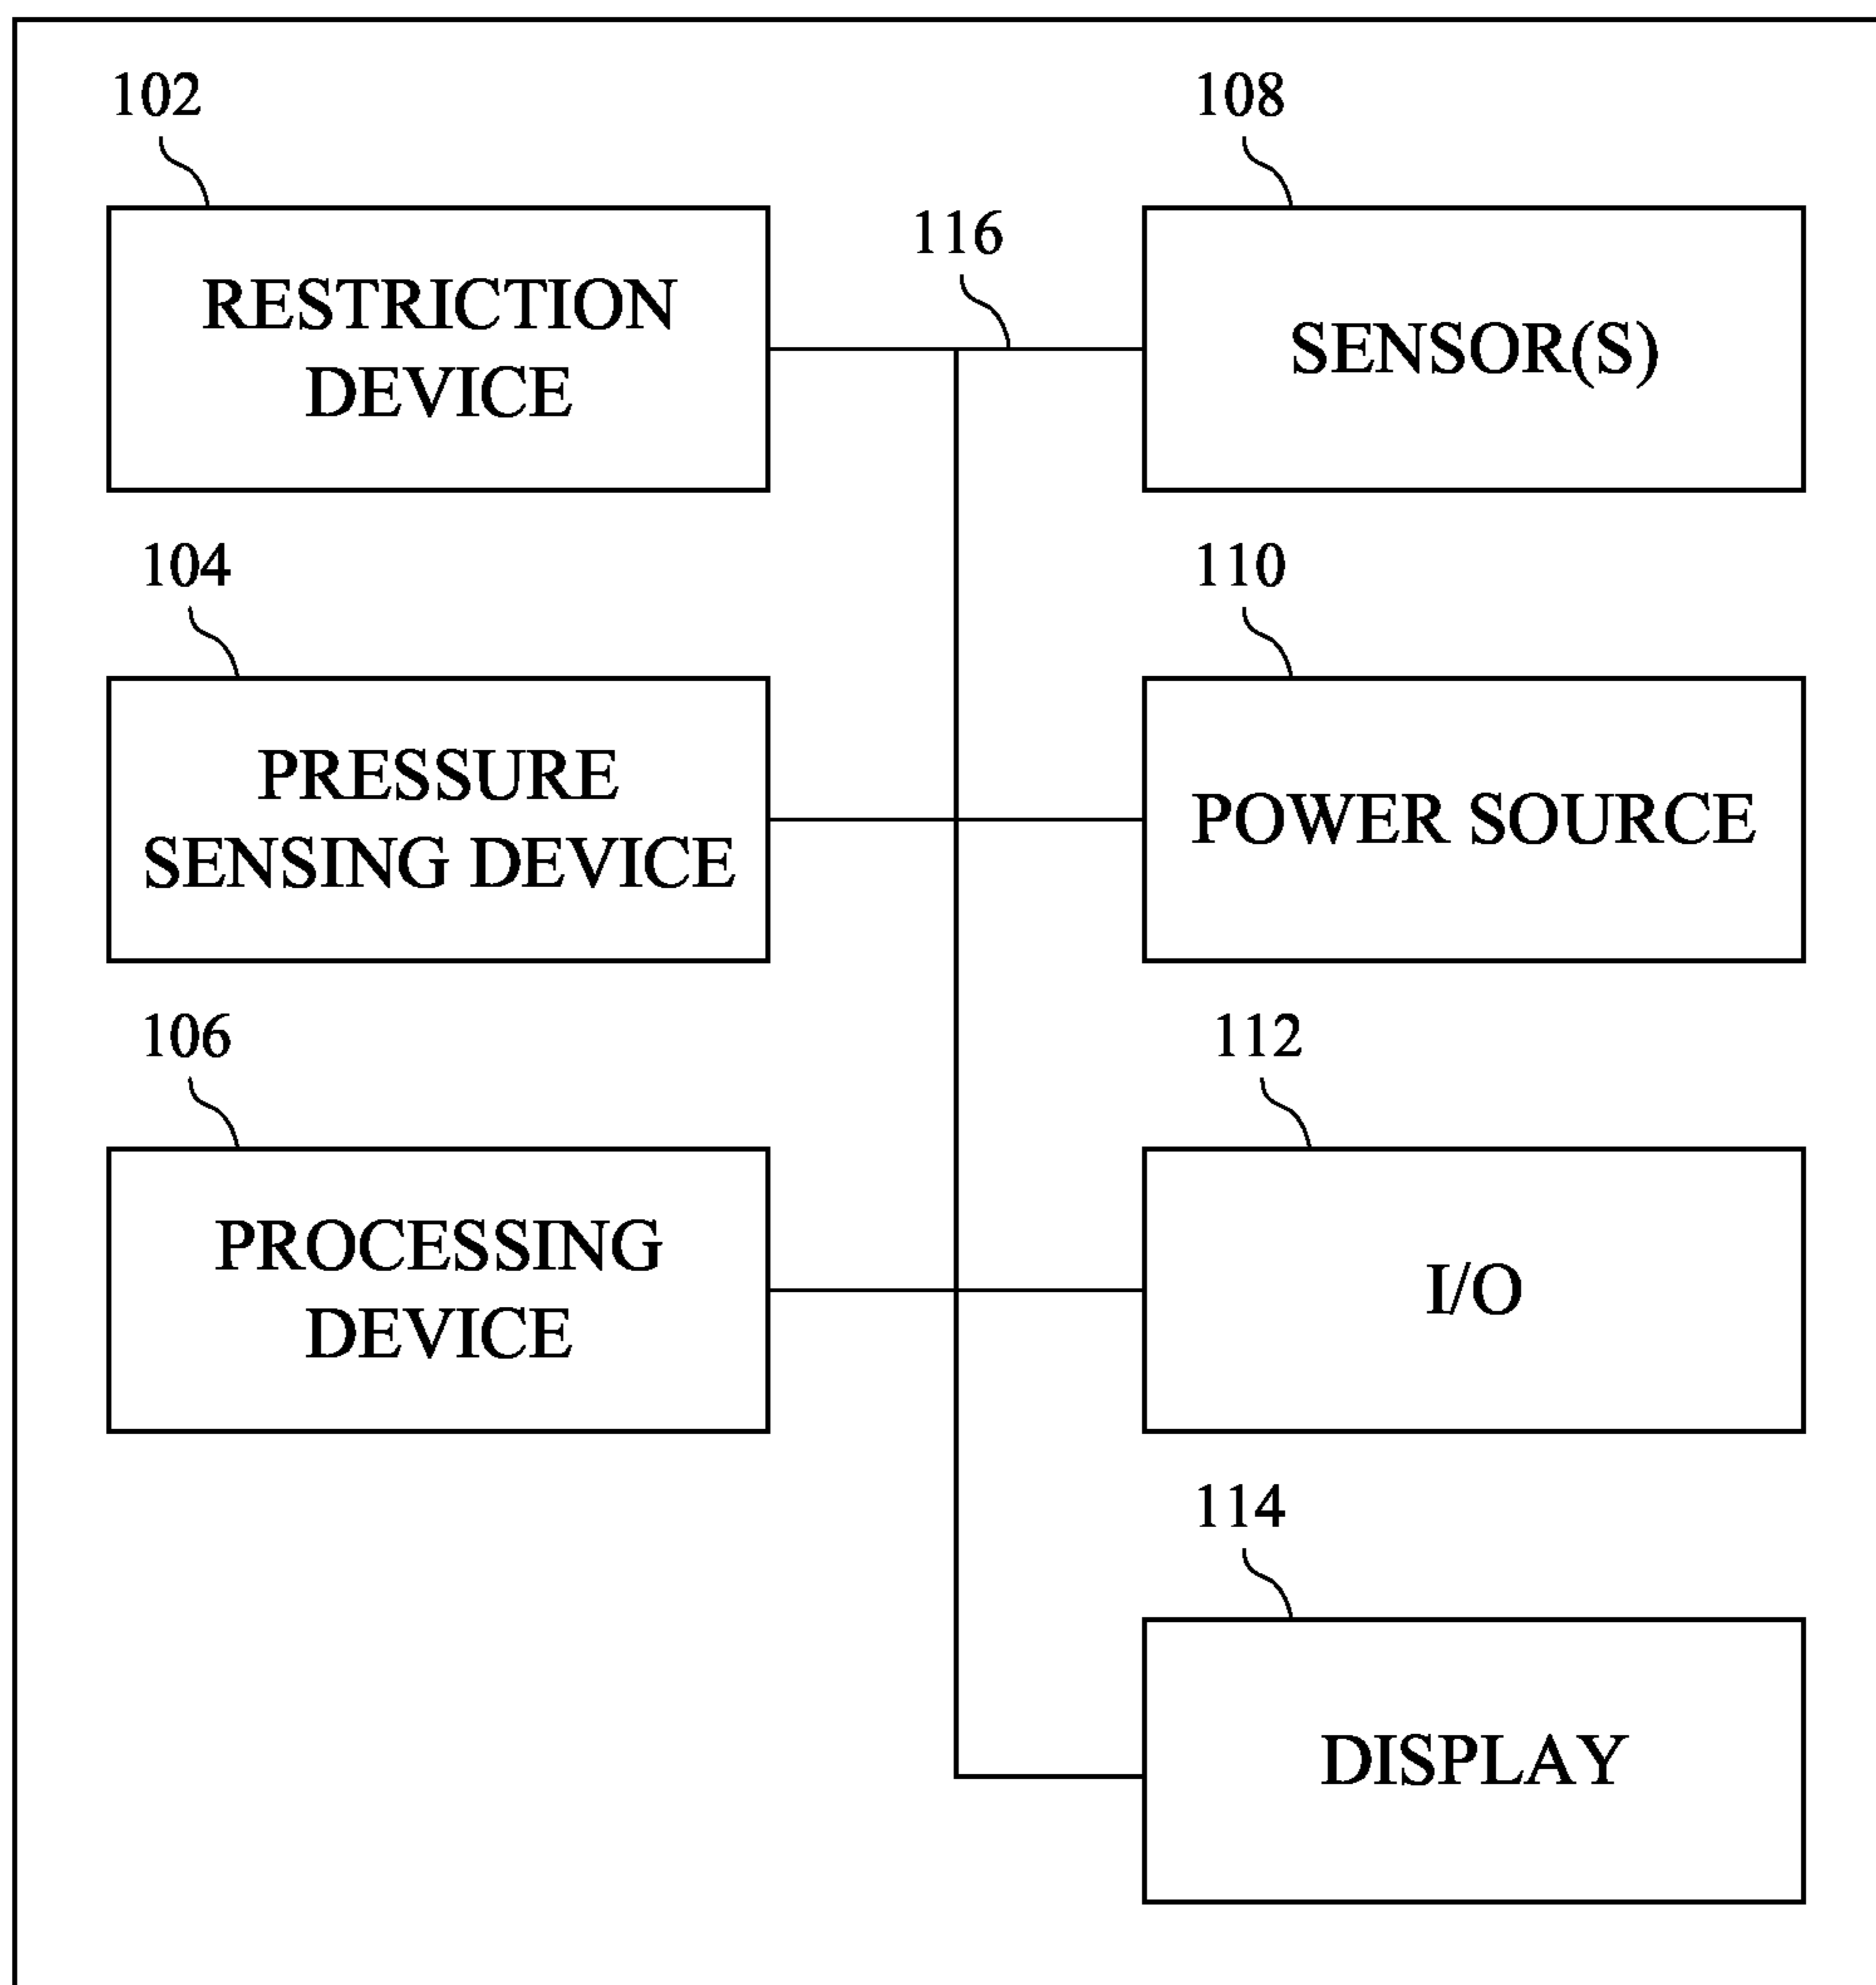 102
RESTRICTION
DEVICE
104
PRESSURE
SENSING DEVICE
106
PROCESSING
DEVICE
116
108
SENSOR(S)
110
POWER SOURCE
112
I/O
114
DISPLAY